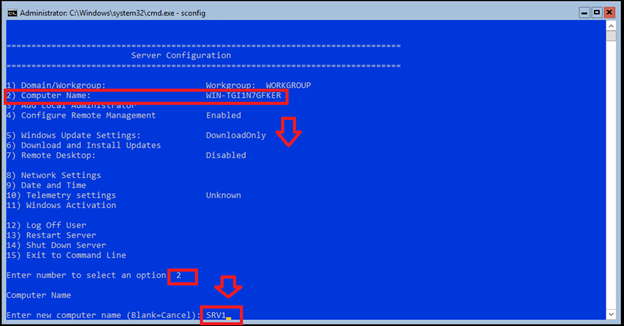 Administrator: C:\Windows\system32\cmd.exe - sconfig
===============================================================================
Server Configuration
===============================================================================
1) Domain/Workgroup: Workgroup: WORKGROUP
2) Computer Name: WIN-TGI1N7GFKER
3) Add Local Administrator
4) Configure Remote Management Enabled
5) Windows Update Settings: DownloadOnly
6) Download and Install Updates
7) Remote Desktop: Disabled
8) Network Settings
9) Date and Time
10) Telemetry settings Unknown
11) Windows Activation
12) Log Off User
13) Restart Server
14) Shut Down Server
15) Exit to Command Line
Enter number to select an option: 2
Computer Name
Enter new computer name (Blank=Cancel): SRV1_